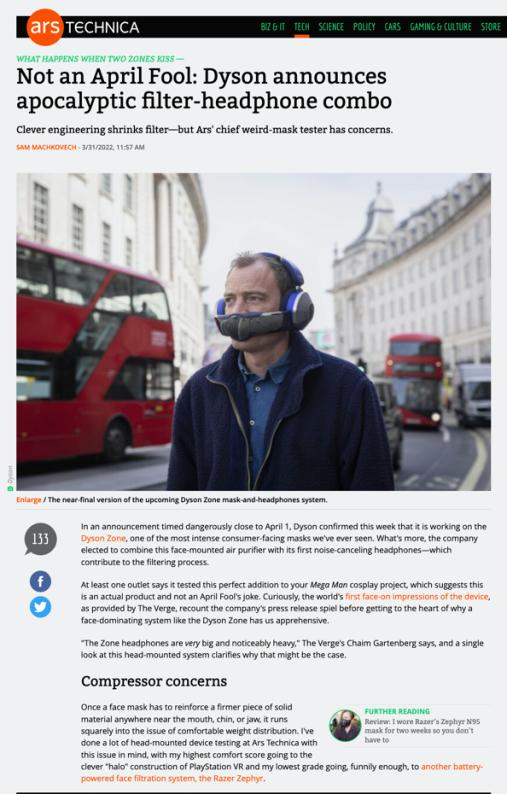 ars TECHNICA
BIZ & IT TECH SCIENCE POLICY CARS GAMING & CULTURE STORE
WHAT HAPPENS WHEN TWO ZONES KISS —
Not an April Fool: Dyson announces
apocalyptic filter-headphone combo
Clever engineering shrinks filter—but Ars' chief weird-mask tester has concerns.
SAM MACHKOVECH - 3/31/2022, 11:57 AM
Dyson
Enlarge / The near-final version of the upcoming Dyson Zone mask-and-headphones system.
133
In an announcement timed dangerously close to April 1, Dyson confirmed this week that it is working on the
Dyson Zone, one of the most intense consumer-facing masks we've ever seen. What's more, the company
elected to combine this face-mounted air purifier with its first noise-canceling headphones—which
contribute to the filtering process.
At least one outlet says it tested this perfect addition to your Mega Man cosplay project, which suggests this
is an actual product and not an April Fool's joke. Curiously, the world's first face-on impressions of the device,
as provided by The Verge, recount the company's press release spiel before getting to the heart of why a
face-dominating system like the Dyson Zone has us apprehensive.
"The Zone headphones are very big and noticeably heavy," The Verge's Chaim Gartenberg says, and a single
look at this head-mounted system clarifies why that might be the case.
Compressor concerns
Once a face mask has to reinforce a firmer piece of solid
material anywhere near the mouth, chin, or jaw, it runs
squarely into the issue of comfortable weight distribution. I've
done a lot of head-mounted device testing at Ars Technica with
this issue in mind, with my highest comfort score going to the
clever "halo" construction of PlayStation VR and my lowest grade going, funnily enough, to another battery-
powered face filtration system, the Razer Zephyr.
FURTHER READING
Review: I wore Razer's Zephyr N95
mask for two weeks so you don't
have to